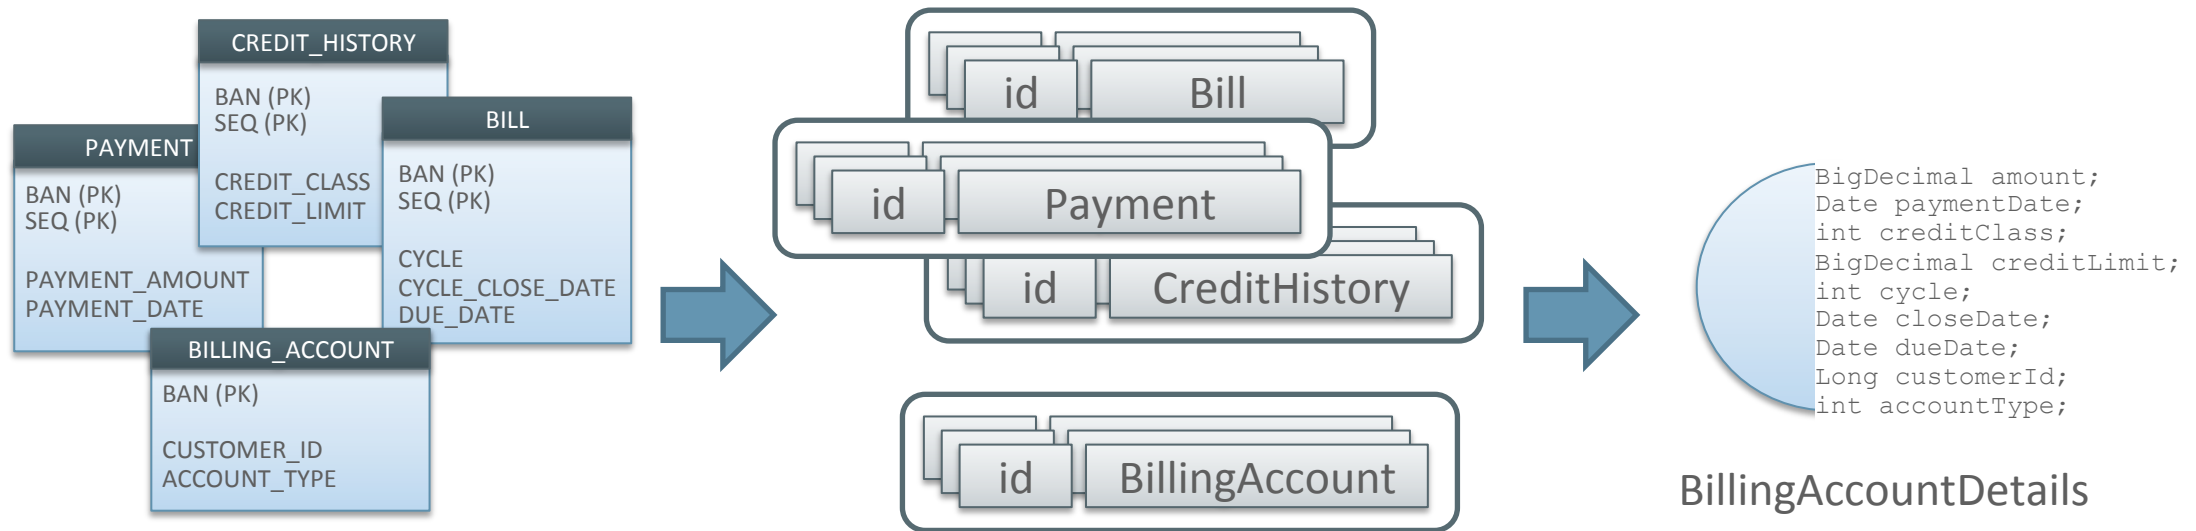 CREDIT_HISTORY
BAN (PK)
SEQ (PK)
CREDIT_CLASS
CREDIT_LIMIT
PAYMENT
BAN (PK)
SEQ (PK)
PAYMENT_AMOUNT
PAYMENT_DATE
BILL
BAN (PK)
SEQ (PK)
CYCLE
CYCLE_CLOSE_DATE
DUE_DATE
BILLING_ACCOUNT
BAN (PK)
CUSTOMER_ID
ACCOUNT_TYPE
id Bill
id Payment
id CreditHistory
id BillingAccount
BigDecimal amount;
Date paymentDate;
int creditClass;
BigDecimal creditLimit;
int cycle;
Date closeDate;
Date dueDate;
Long customerId;
int accountType;
BillingAccountDetails